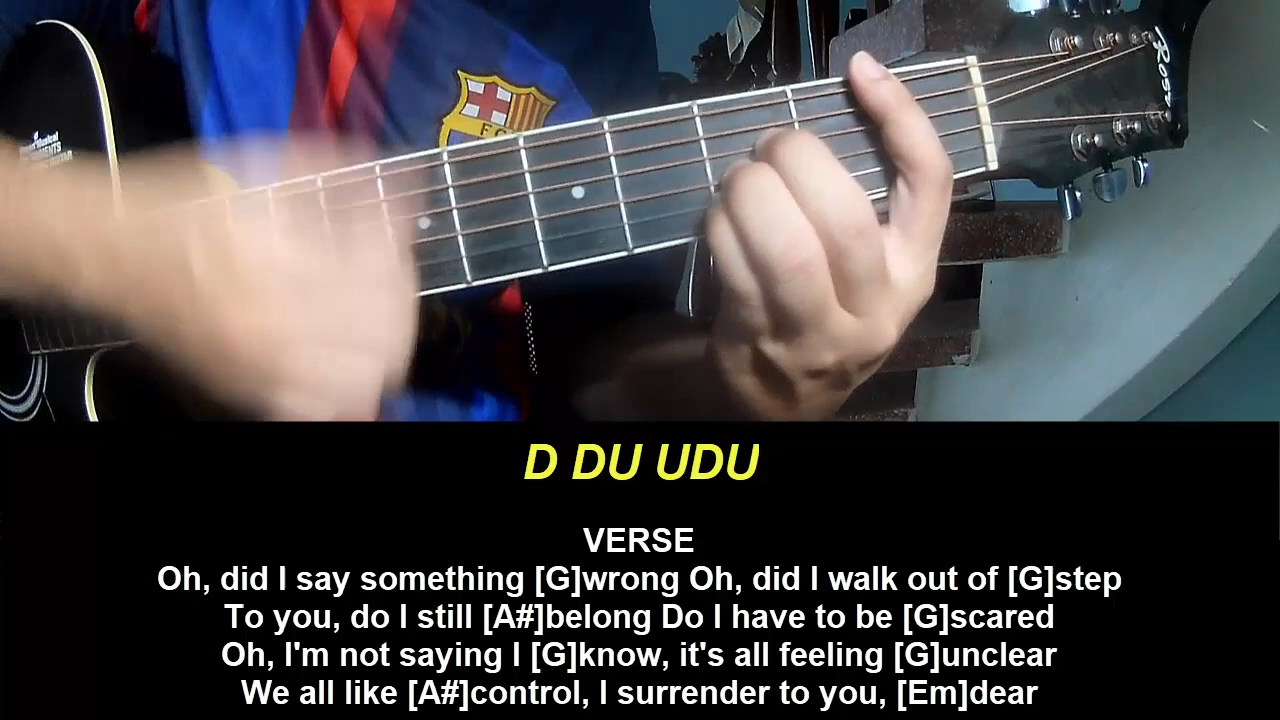 Ross
FC
D DU UDU
VERSE
Oh, did I say something [G]wrong Oh, did I walk out of [G]step
To you, do I still [A#]belong Do I have to be [G]scared
Oh, I'm not saying I [G]know, it's all feeling [G]unclear
We all like [A#]control, I surrender to you, [Em]dear